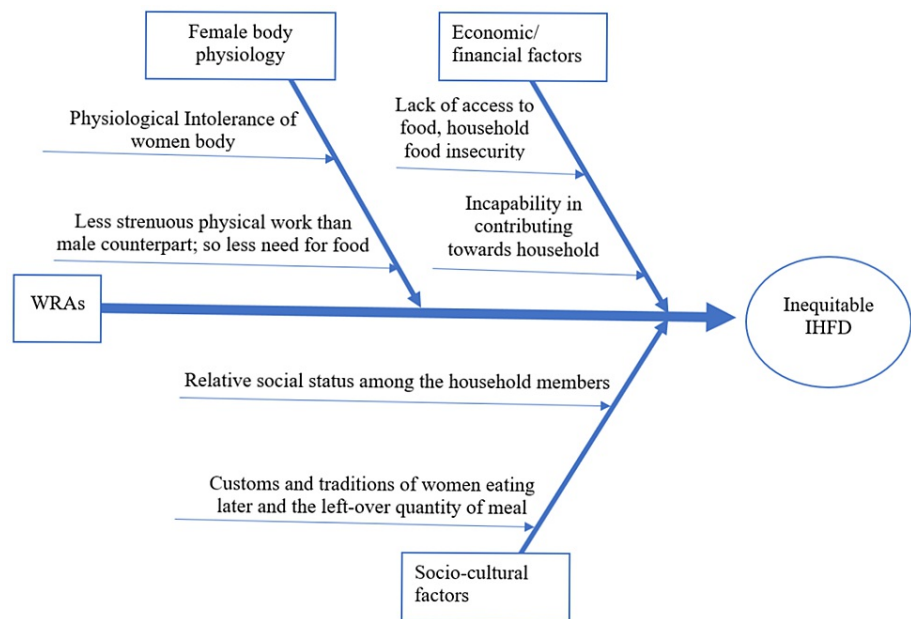 Female body
physiology
Economic/
financial factors
Physiological Intolerance of
women body
Lack of access to
food, household
food insecurity
Less strenuous physical work than
male counterpart; so less need for food
Incapability in
contributing
towards household
WRAs
Inequitable
IHFD
Relative social status among the household members
Customs and traditions of women eating
later and the left-over quantity of meal
Socio-cultural
factors